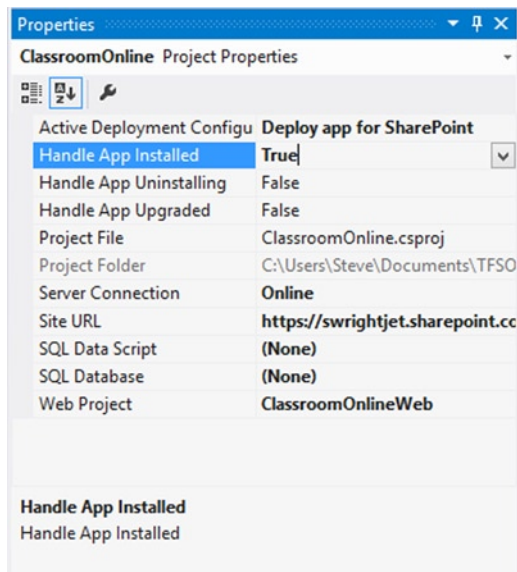 Properties
ClassroomOnline Project Properties
Active Deployment Configu Deploy app for SharePoint
Handle App Installed True
Handle App Uninstalling False
Handle App Upgraded False
Project File ClassroomOnline.csproj
Project Folder C:\Users\Steve\Documents\TFSO
Server Connection Online
Site URL https://swrightjet.sharepoint.cc
SQL Data Script (None)
SQL Database (None)
Web Project ClassroomOnlineWeb
Handle App Installed
Handle App Installed